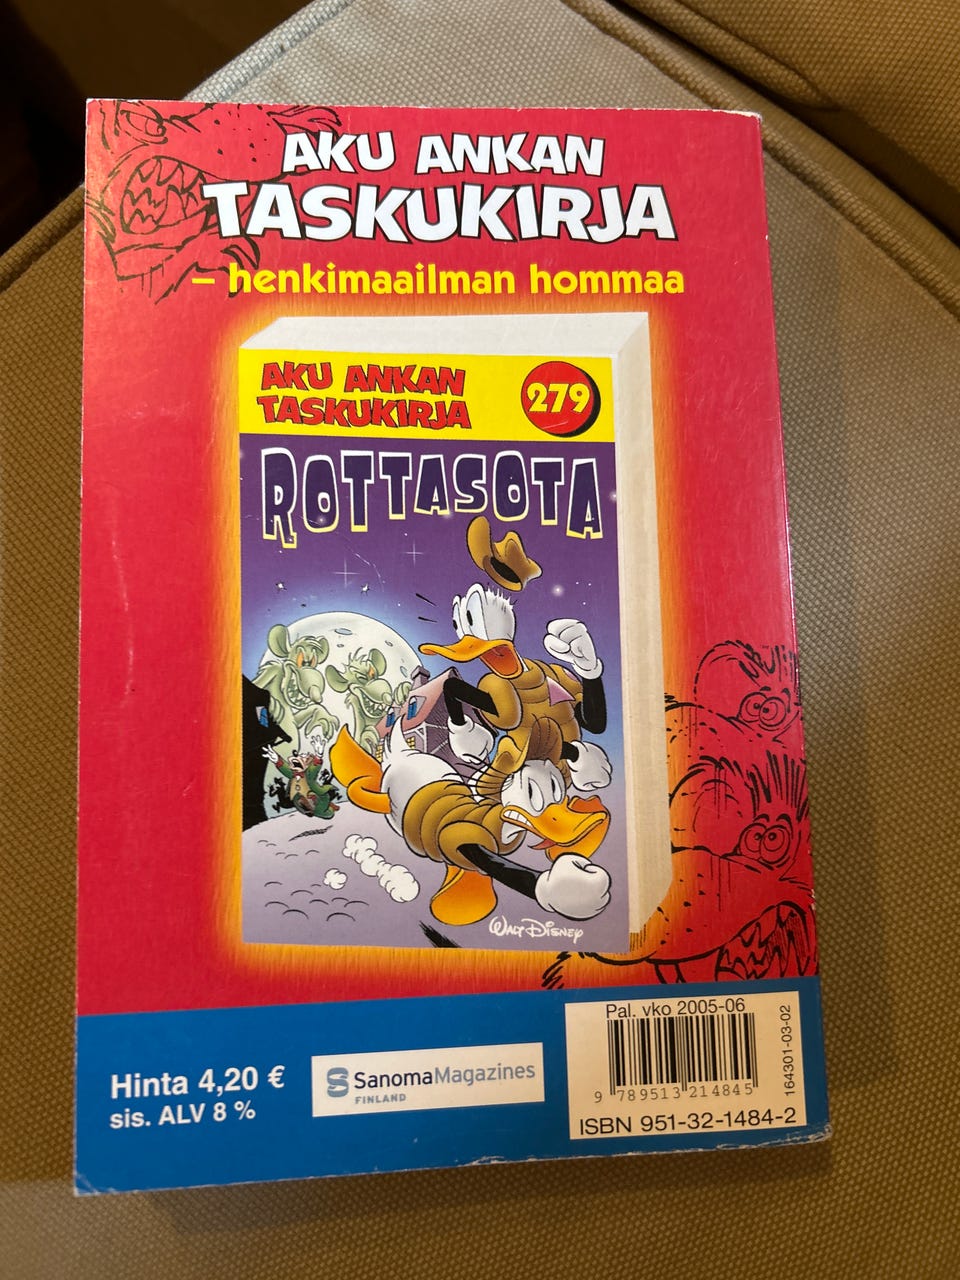 AKU ANKAN
TASKUKIRJA
– henkimaailman hommaa
AKU ANKAN
TASKUKIRJA
279
ROTTASOTA
WALT DISNEY
Hinta 4,20 €
sis. ALV 8 %
SanomaMagazines
FINLAND
Pal. vko 2005-06
9 789513 214845
ISBN 951-32-1484-2
164301-03-02